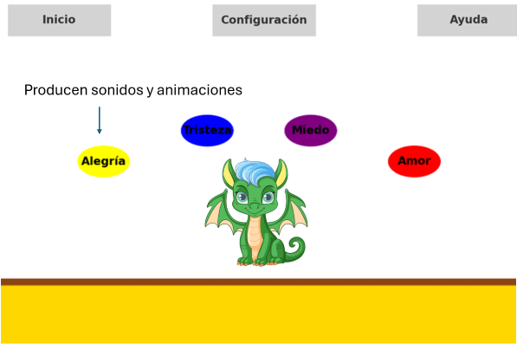 Inicio
Configuración
Ayuda
Producen sonidos y animaciones
Tristeza
Miedo
Alegría
Amor